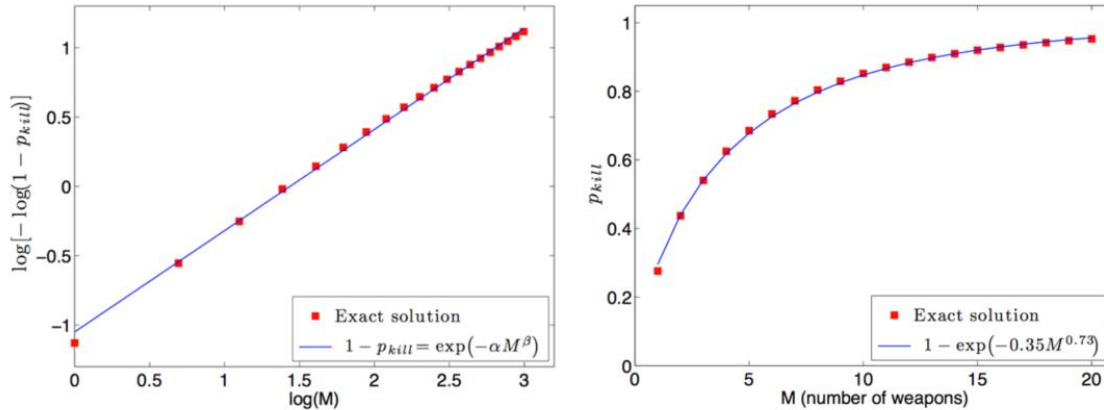 1
0.5
0
−0.5
−1
log[− log(1 − p_kill)]
0 0.5 1 1.5 2 2.5 3
log(M)
Exact solution
1 − p_kill = exp(−αM^β)
1
0.8
0.6
0.4
0.2
0
p_kill
0 5 10 15 20
M (number of weapons)
Exact solution
1 − exp(−0.35M^0.73)